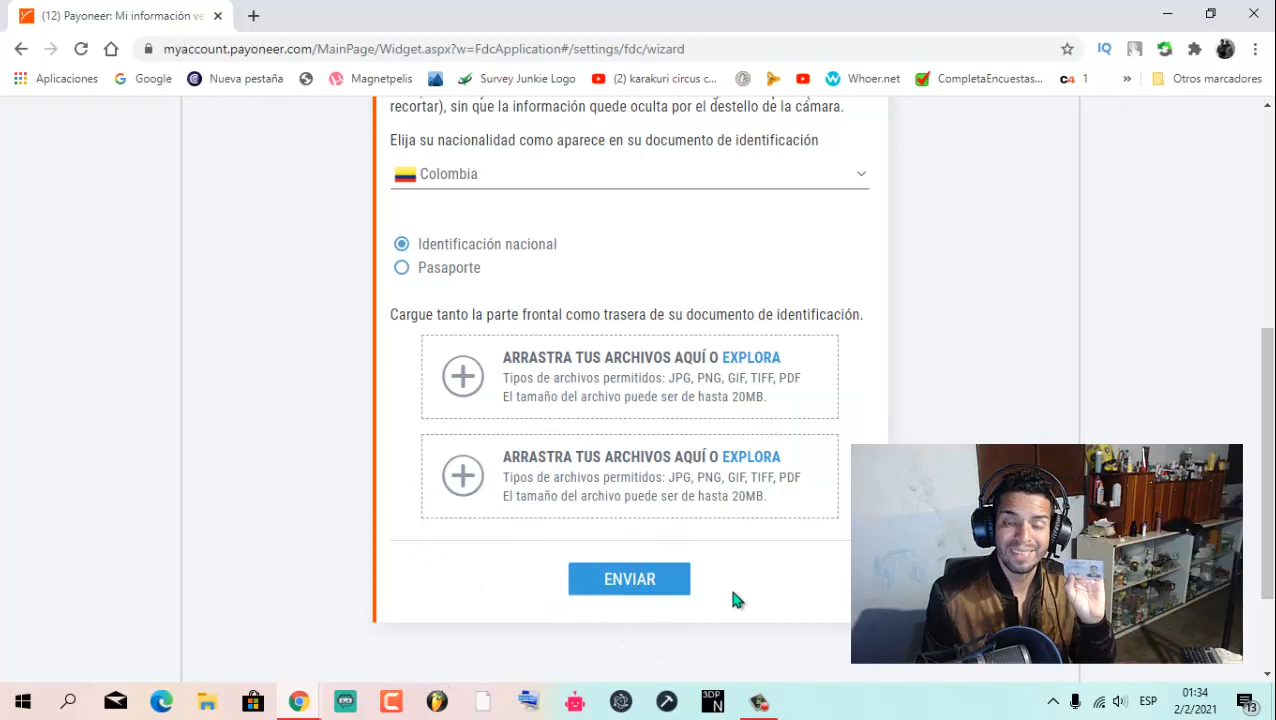 (12) Payoneer: Mi información ve
myaccount.payoneer.com/MainPage/Widget.aspx?w=FdcApplication#/settings/fdc/wizard
Aplicaciones Google Nueva pestaña Magnetpelis Survey Junkie Logo (2) karakuri circus c... Whoer.net CompletaEncuestas... C4 1 » Otros marcadores
recortar), sin que la información quede oculta por el destello de la cámara.
Elija su nacionalidad como aparece en su documento de identificación
Colombia
Identificación nacional
Pasaporte
Cargue tanto la parte frontal como trasera de su documento de identificación.
ARRASTRA TUS ARCHIVOS AQUÍ O EXPLORA
Tipos de archivos permitidos: JPG, PNG, GIF, TIFF, PDF
El tamaño del archivo puede ser de hasta 20MB.
ARRASTRA TUS ARCHIVOS AQUÍ O EXPLORA
Tipos de archivos permitidos: JPG, PNG, GIF, TIFF, PDF
El tamaño del archivo puede ser de hasta 20MB.
ENVIAR
3DP
N
ESP
01:34
2/2/2021
13